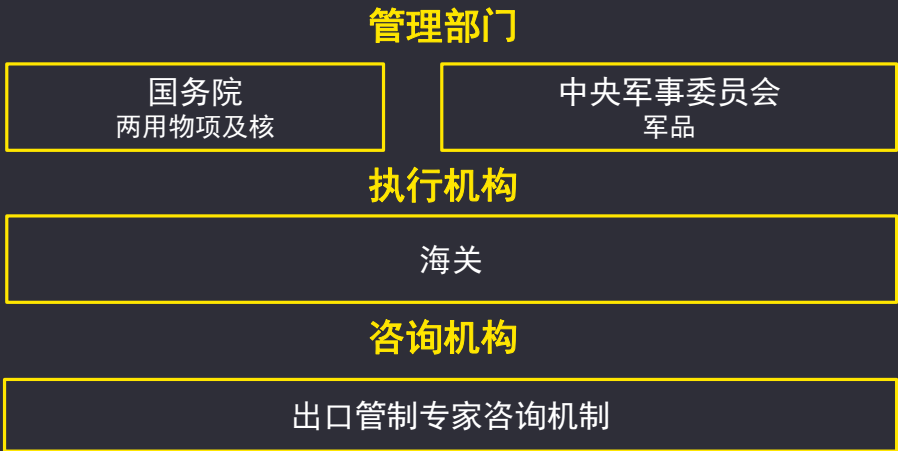 管理部门
国务院
两用物项及核
中央军事委员会
军品
执行机构
海关
咨询机构
出口管制专家咨询机制